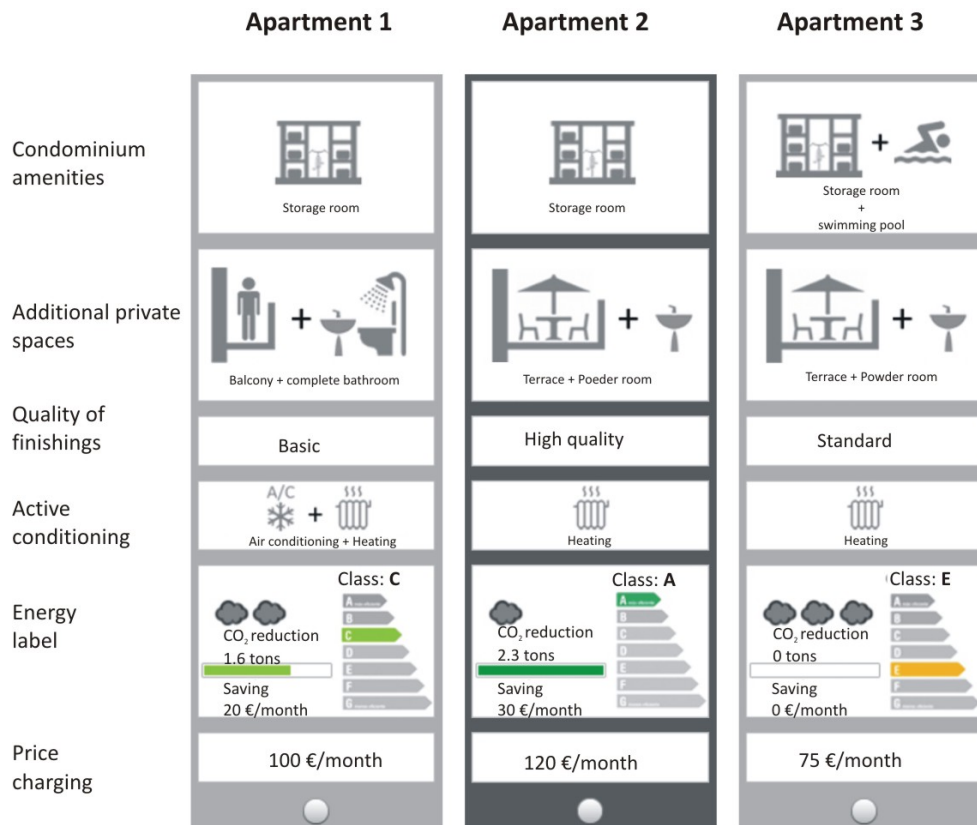 Apartment 1
Apartment 2
Apartment 3
Condominium
amenities
Storage room
Storage room
Storage room
+
swimming pool
+
Additional private
spaces
+
Balcony + complete bathroom
+
Terrace + Poeder room
+
Terrace + Powder room
Quality of
finishings
Basic
High quality
Standard
Active
conditioning
A/C
+
Air conditioning + Heating
Heating
Heating
Energy
label
Class: C
CO2 reduction
1.6 tons
Saving
20 €/month
A
B
C
D
E
F
G
Class: A
CO2 reduction
2.3 tons
Saving
30 €/month
A
B
C
D
E
F
G
Class: E
CO2 reduction
0 tons
Saving
0 €/month
A
B
C
D
E
F
G
Price
charging
100 €/month
120 €/month
75 €/month